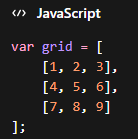 </> JavaScript
var grid = [
    [1, 2, 3],
    [4, 5, 6],
    [7, 8, 9]
];